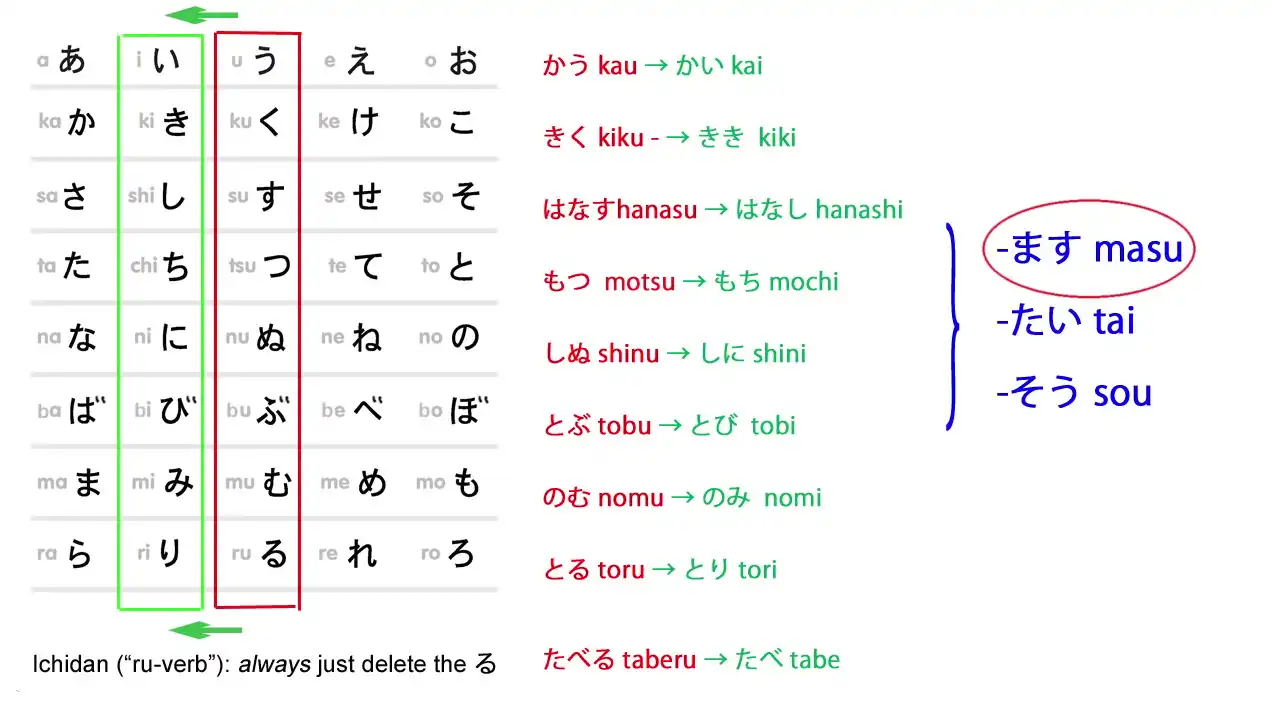 a あ i い u う e え o お
ka か ki き ku く ke け ko こ
sa さ shi し su す se せ so そ
ta た chi ち tsu つ te て to と
na な ni に nu ぬ ne ね no の
ba ば bi び bu ぶ be べ bo ぼ
ma ま mi み mu む me め mo も
ra ら ri り ru る re れ ro ろ
Ichidan (“ru-verb”): always just delete the る
かう kau → かい kai
きく kiku - → きき kiki
はなすhanasu → はなし hanashi
もつ motsu → もち mochi
しぬ shinu → しに shini
とぶ tobu → とび tobi
のむ nomu → のみ nomi
とる toru → とり tori
たべる taberu → たべ tabe
-ます masu
-たい tai
-そう sou